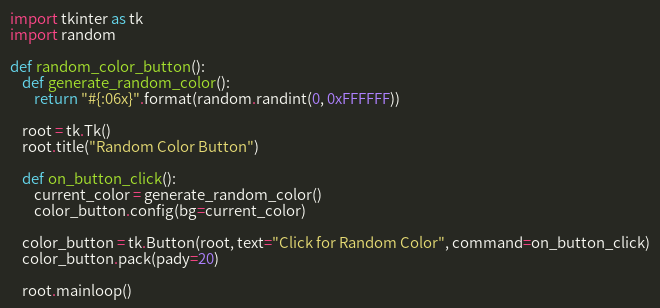 import tkinter as tk
import random

def random_color_button():
    def generate_random_color():
        return "#{:06x}".format(random.randint(0, 0xFFFFFF))

    root = tk.Tk()
    root.title("Random Color Button")

    def on_button_click():
        current_color = generate_random_color()
        color_button.config(bg=current_color)

    color_button = tk.Button(root, text="Click for Random Color", command=on_button_click)
    color_button.pack(pady=20)

    root.mainloop()